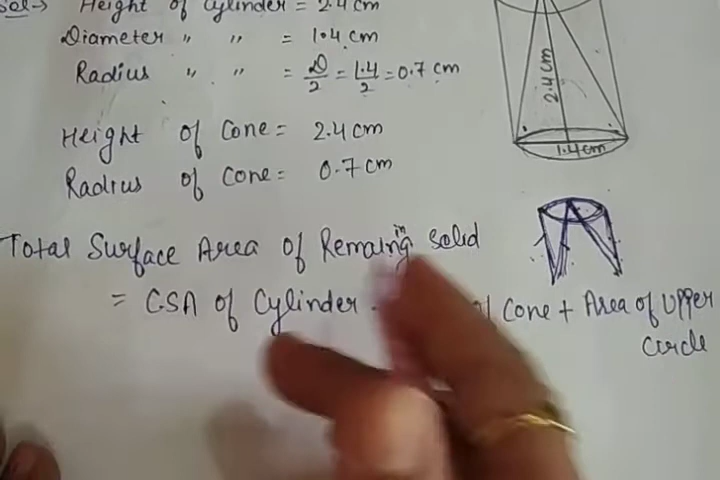 Sol→ Height of Cylinder = 2.4 cm
Diameter " " = 1.4 cm
Radius " " = D/2 = 1.4/2 = 0.7 cm
Height of Cone = 2.4 cm
Radius of Cone = 0.7 cm
2.4 cm
1.4 cm
Total Surface Area of Remaining Solid
= CSA of Cylinder of Cone + Area of Upper
Circle